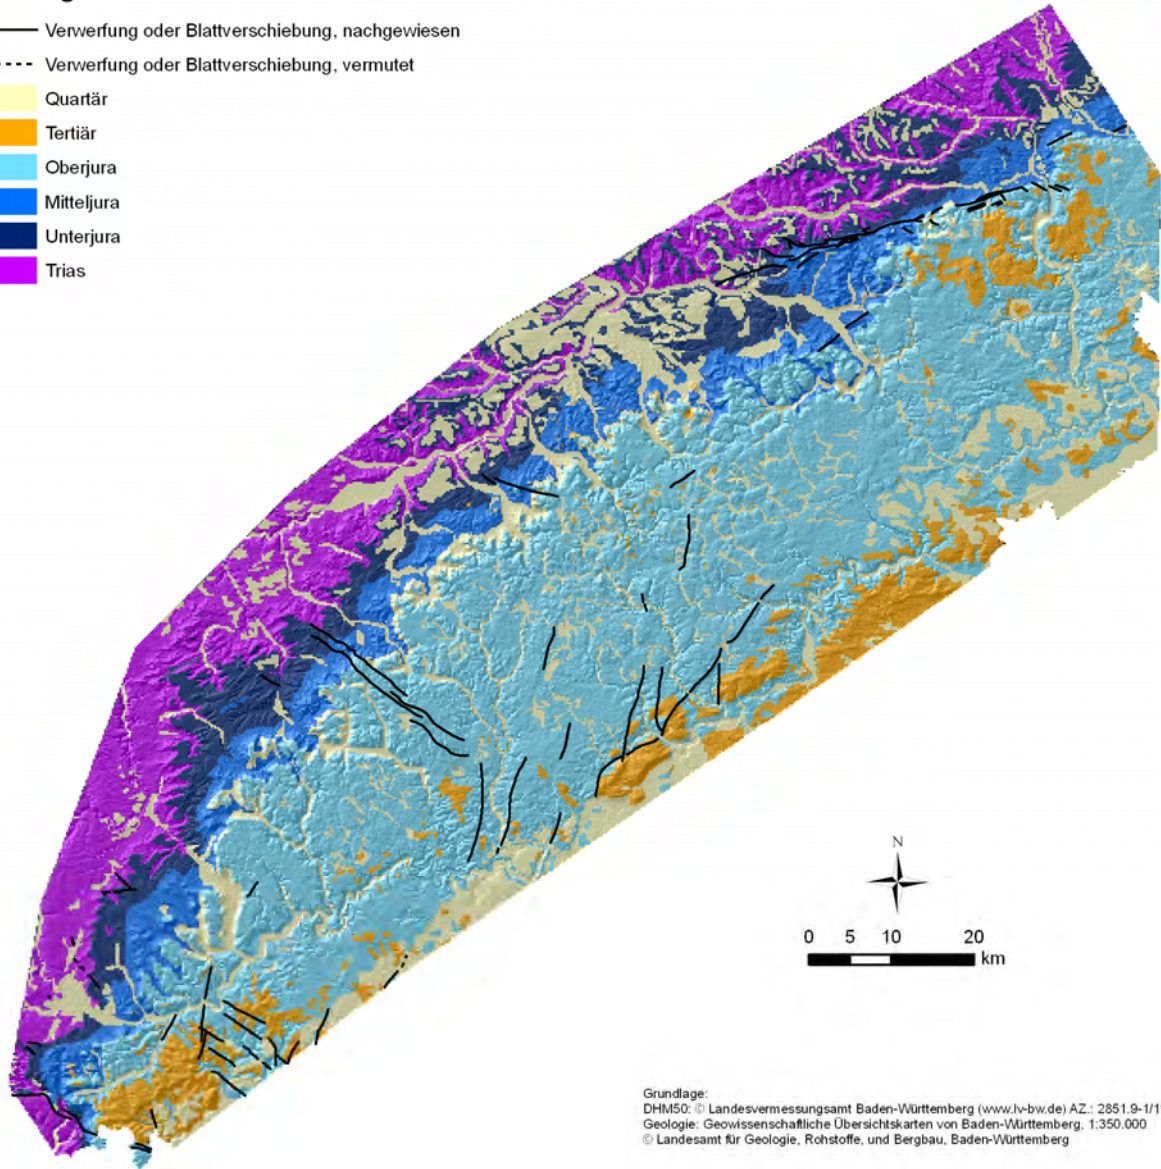 Verwerfung oder Blattverschiebung, nachgewiesen
Verwerfung oder Blattverschiebung, vermutet
Quartär
Tertiär
Oberjura
Mitteljura
Unterjura
Trias
N
0 5 10 20
km
Grundlage:
DHM50: © Landesvermessungsamt Baden-Württemberg (www.lv-bw.de) AZ.: 2851.9-1/1
Geologie: Geowissenschaftliche Übersichtskarten von Baden-Württemberg, 1:350.000
© Landesamt für Geologie, Rohstoffe, und Bergbau, Baden-Württemberg